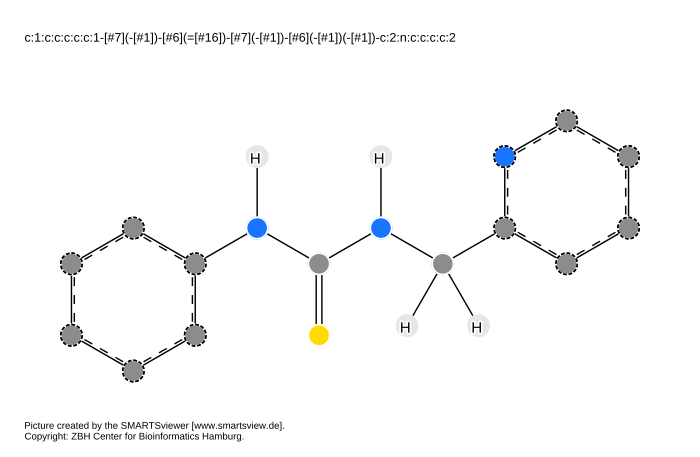 c:1:c:c:c:c:c:1-[#7](-[#1])-[#6](=[#16])-[#7](-[#1])-[#6](-[#1])(-[#1])-c:2:n:c:c:c:c:2
H H
H H
Picture created by the SMARTSviewer [www.smartsview.de].
Copyright: ZBH Center for Bioinformatics Hamburg.